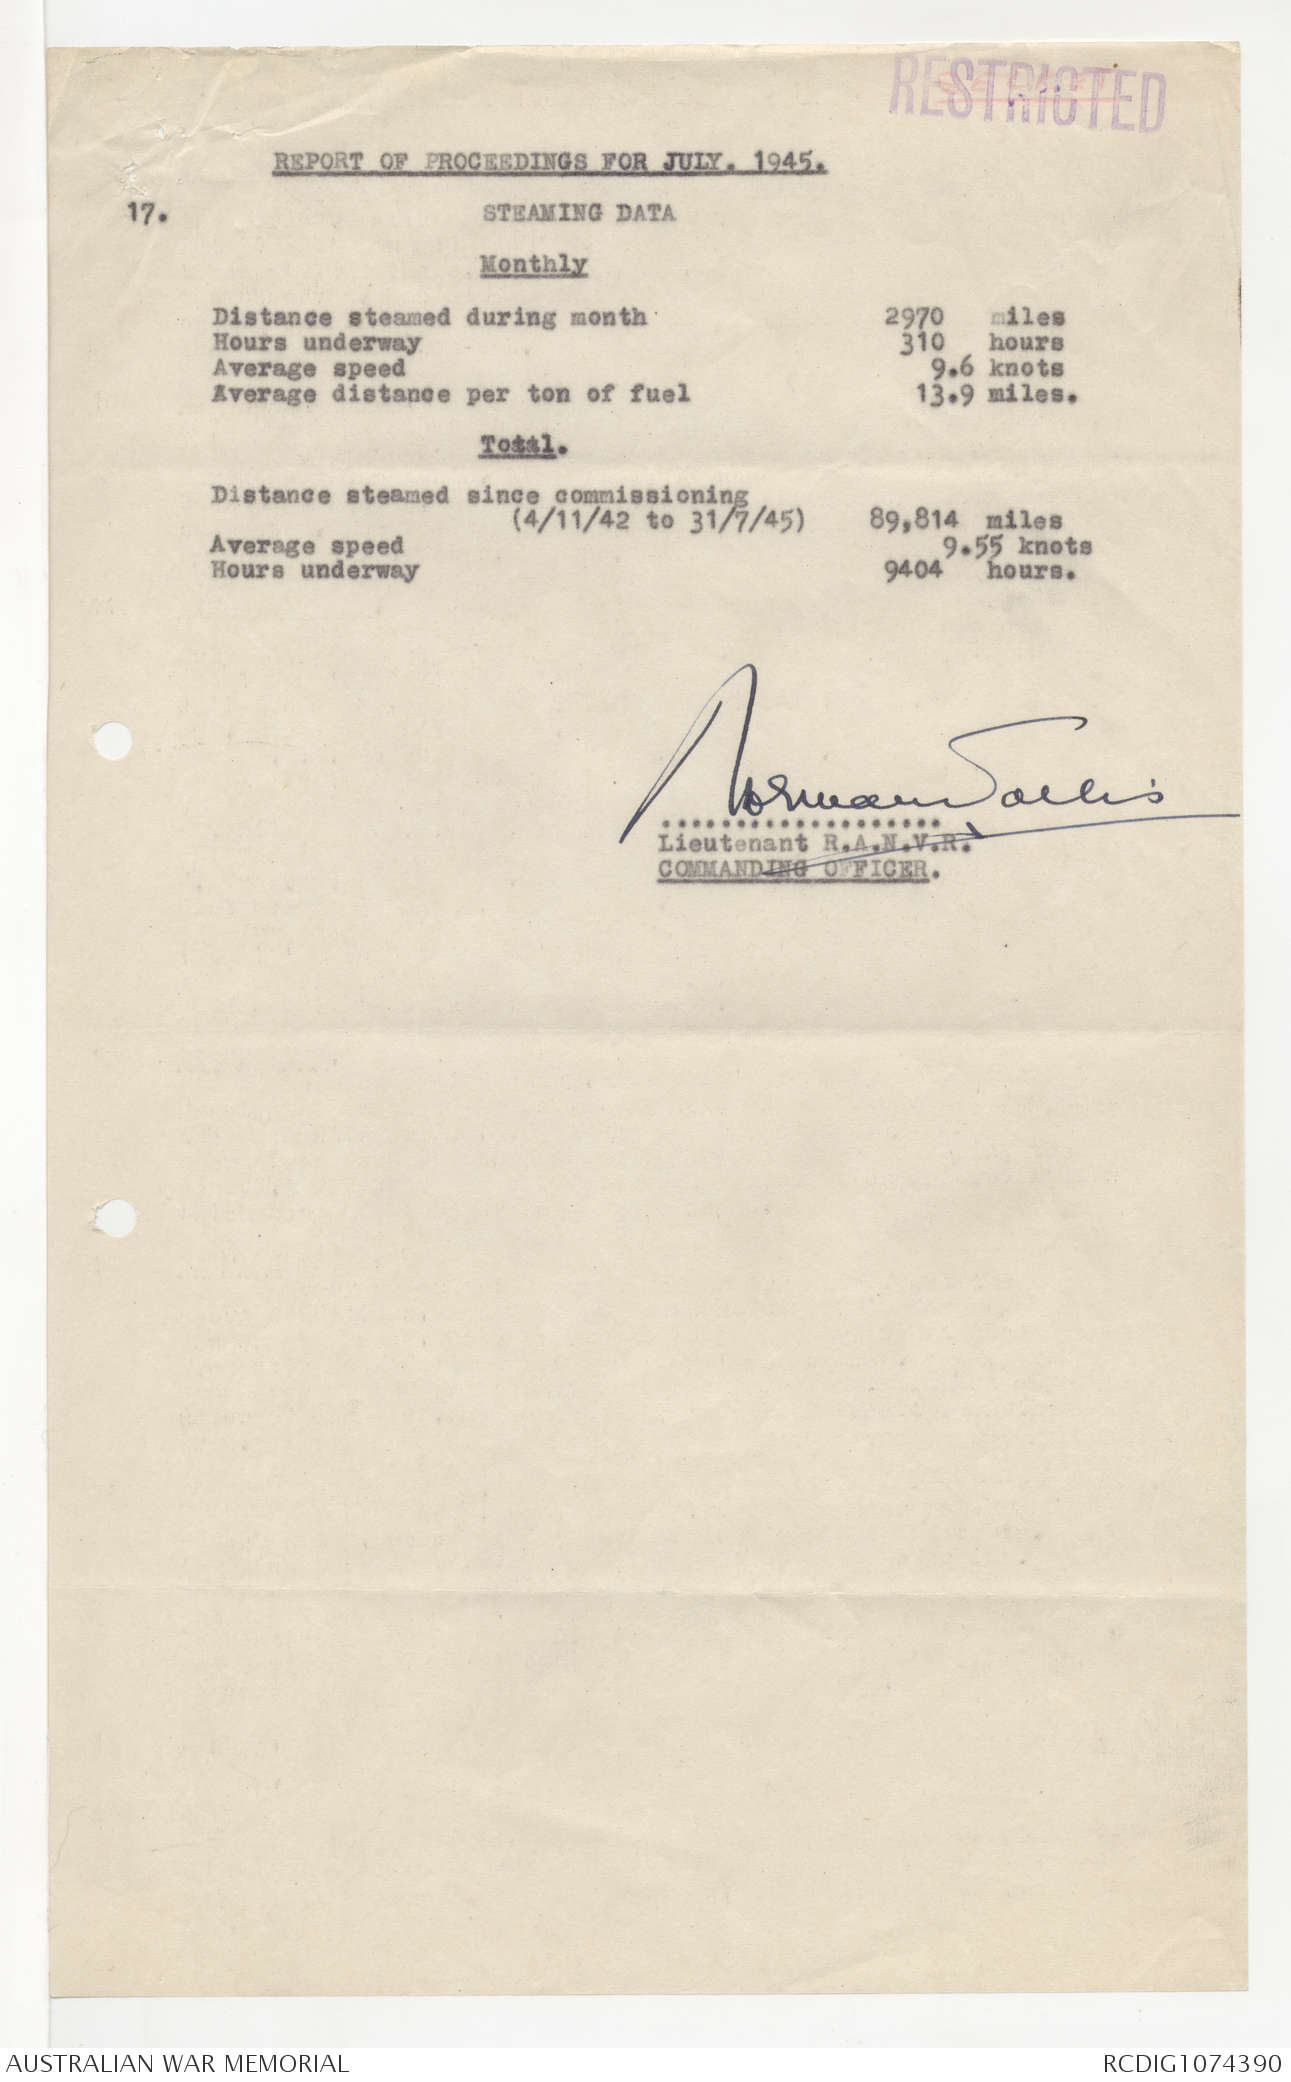 RESTRICTED
REPORT OF PROCEEDINGS FOR JULY. 1945.
17. STEAMING DATA
Monthly
Distance steamed during month 2970 miles
Hours underway 310 hours
Average speed 9.6 knots
Average distance per ton of fuel 13.9 miles.
Total.
Distance steamed since commissioning
(4/11/42 to 31/7/45) 89,814 miles
Average speed 9.55 knots
Hours underway 9404 hours.
Norman
...................
Lieutenant R.A.N.V.R.
COMMANDING OFFICER.
AUSTRALIAN WAR MEMORIAL RCDIG1074390